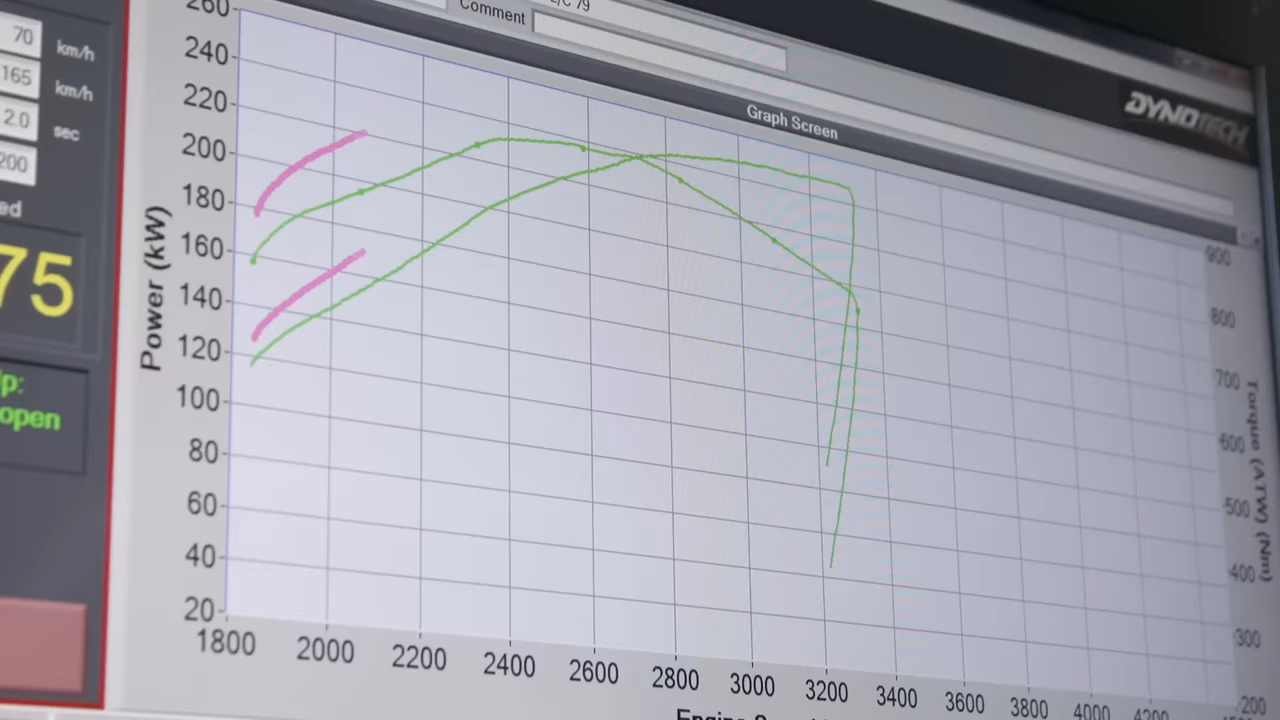 C 79
Comment
DYNOTECH
Graph Screen
70 km/h
165 km/h
2.0 sec
200
ed
75
lp:
open
Power (kW)
260
240
220
200
180
160
140
120
100
80
60
40
20
1800 2000 2200 2400 2600 2800 3000 3200 3400 3600 3800 4000 4200
900
800
700
600
500
400
300
200
Torque (ATW) (Nm)